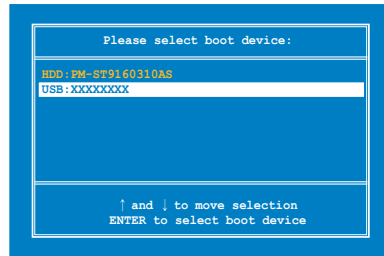 Please select boot device:
HDD:PM-ST9160310AS
USB:XXXXXXXX
↑ and ↓ to move selection
ENTER to select boot device